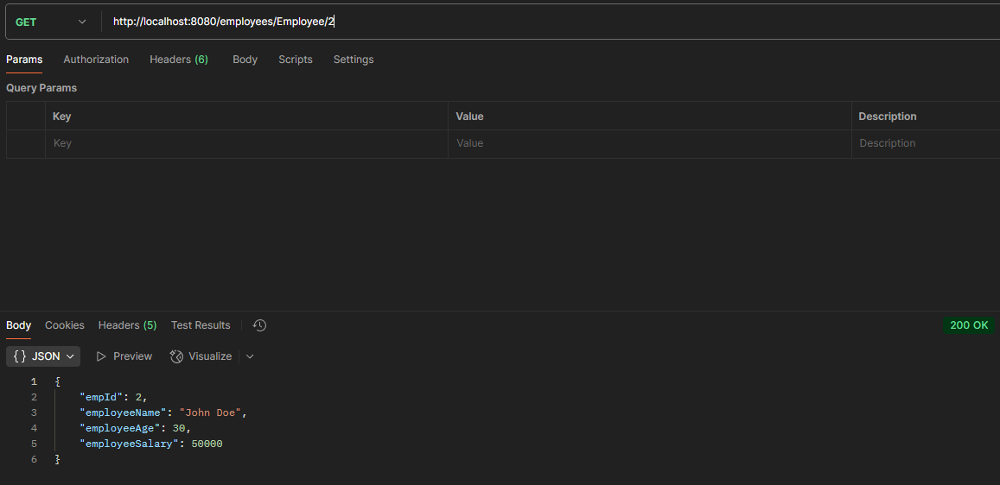 GET http://localhost:8080/employees/Employee/2
Params Authorization Headers (6) Body Scripts Settings
Query Params
Key Value Description
Key Value Description
Body Cookies Headers (5) Test Results 200 OK
{} JSON Preview Visualize
1 {
2 "empId": 2,
3 "employeeName": "John Doe",
4 "employeeAge": 30,
5 "employeeSalary": 50000
6 }